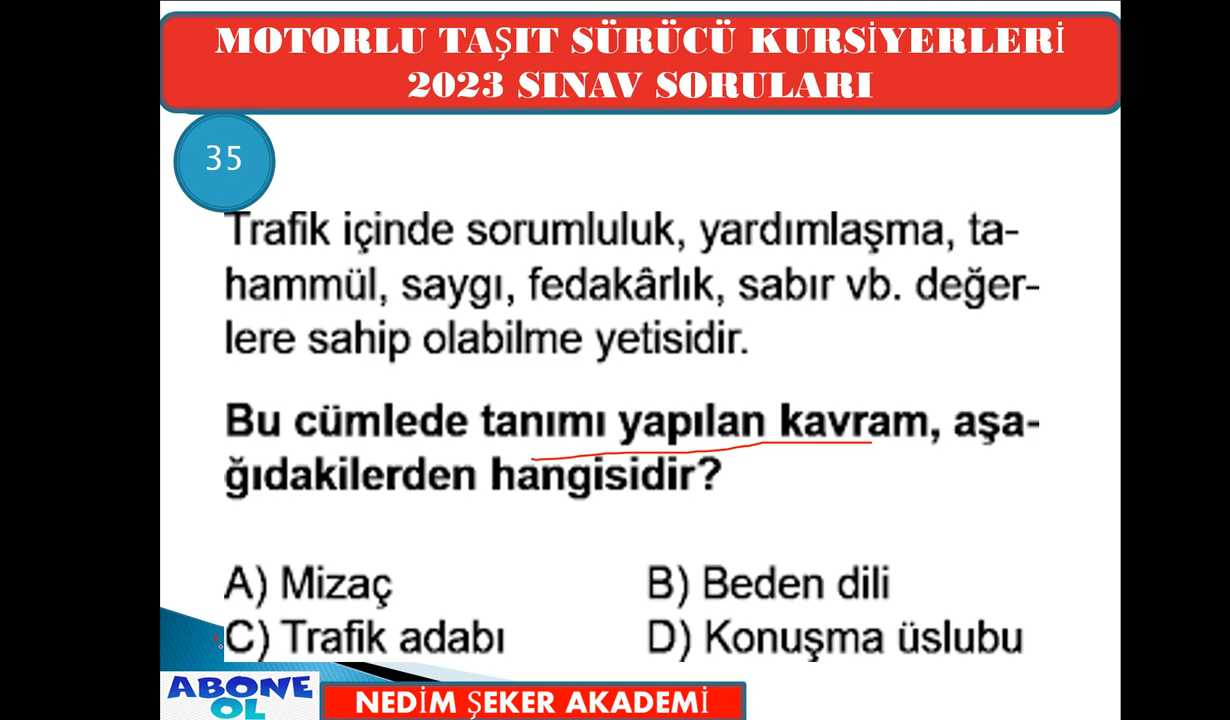 MOTORLU TAŞIT SÜRÜCÜ KURSİYERLERİ
2023 SINAV SORULARI
35
Trafik içinde sorumluluk, yardımlaşma, ta-
hammül, saygı, fedakârlık, sabır vb. değer-
lere sahip olabilme yetisidir.
Bu cümlede tanımı yapılan kavram, aşa-
ğıdakilerden hangisidir?
A) Mizaç B) Beden dili
C) Trafik adabı D) Konuşma üslubu
ABONE
OL
NEDİM ŞEKER AKADEMİ